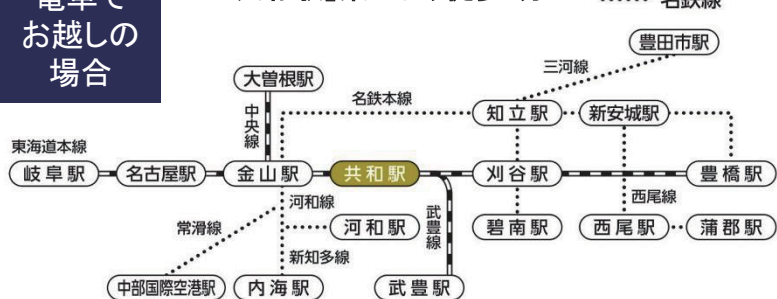 お越しの
場合
名鉄線
豊田市駅
三河線
大曽根駅
名鉄本線
知立駅
新安城駅
中央線
東海道本線
岐阜駅
名古屋駅
金山駅
共和駅
刈谷駅
豊橋駅
河和線
西尾線
常滑線
河和駅
武豊線
碧南駅
西尾駅
蒲郡駅
新知多線
中部国際空港駅
内海駅
武豊駅